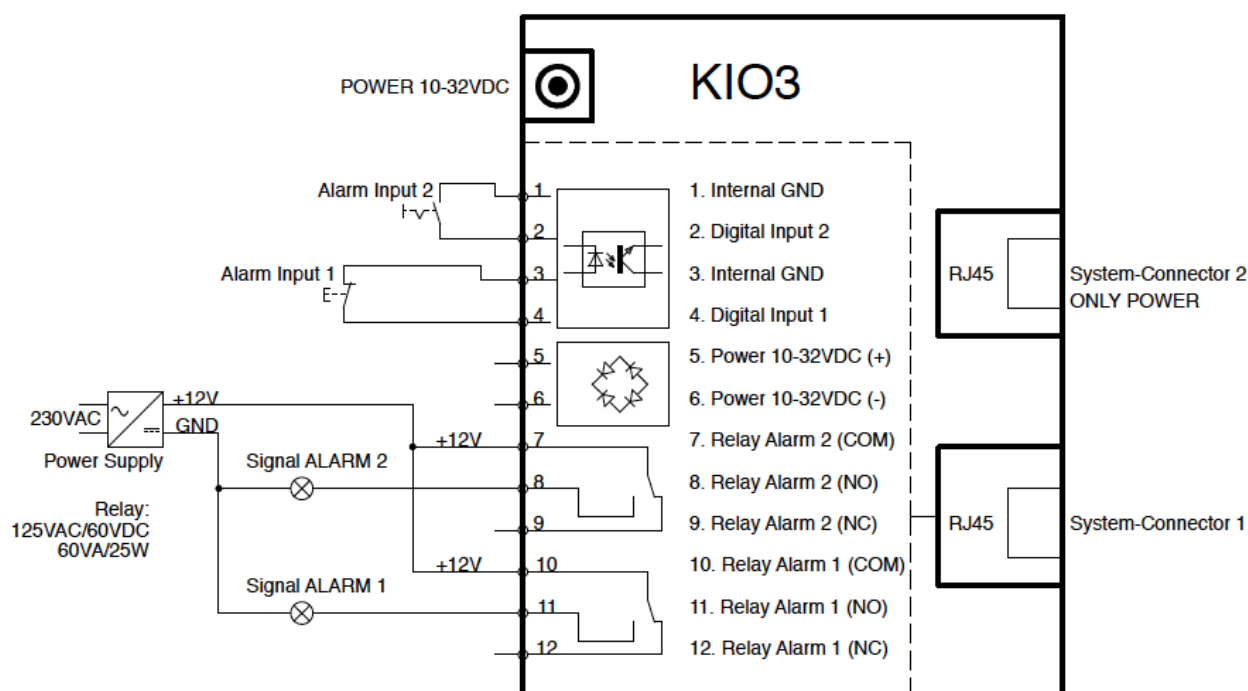 KIO3
POWER 10-32VDC
Alarm Input 2
1
1. Internal GND
2
2. Digital Input 2
Alarm Input 1
3
3. Internal GND
4
4. Digital Input 1
RJ45
System-Connector 2
ONLY POWER
5
5. Power 10-32VDC (+)
6
6. Power 10-32VDC (-)
230VAC
+12V
GND
Power Supply
+12V
7
7. Relay Alarm 2 (COM)
Signal ALARM 2
8
8. Relay Alarm 2 (NO)
Relay:
125VAC/60VDC
60VA/25W
9
9. Relay Alarm 2 (NC)
RJ45
System-Connector 1
+12V
10
10. Relay Alarm 1 (COM)
Signal ALARM 1
11
11. Relay Alarm 1 (NO)
12
12. Relay Alarm 1 (NC)